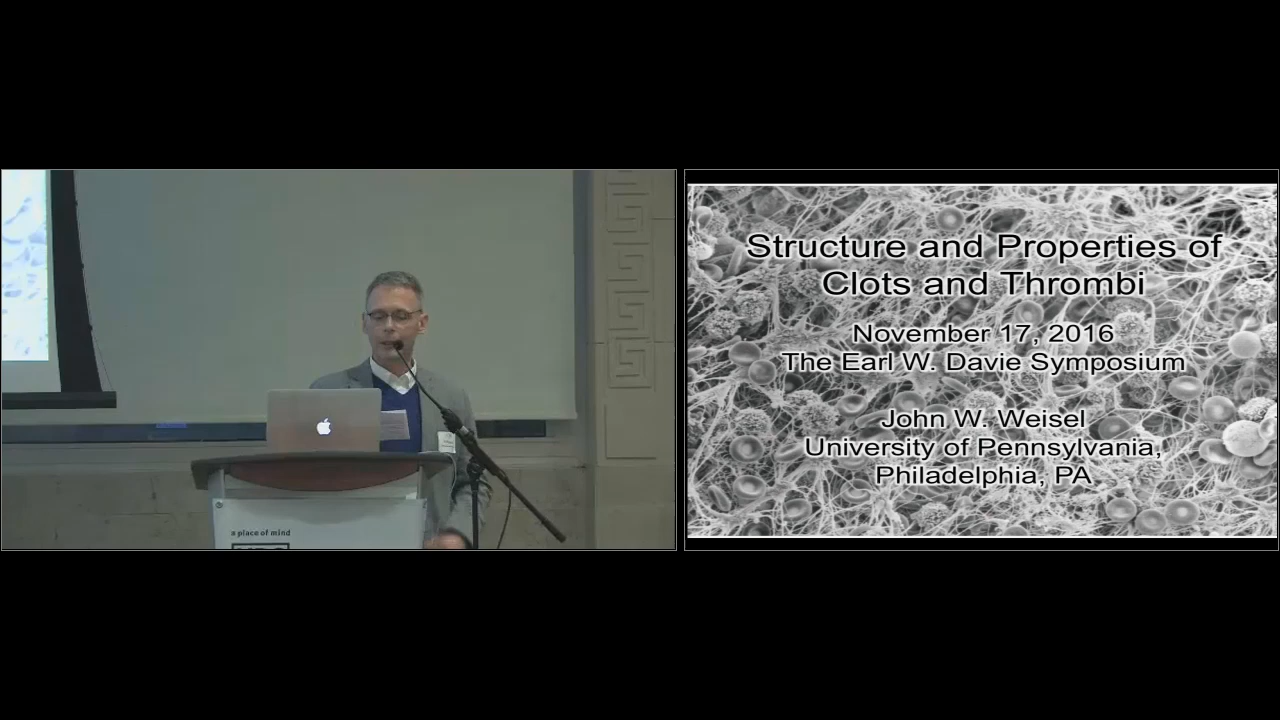 a place of mind
Structure and Properties of
Clots and Thrombi
November 17, 2016
The Earl W. Davie Symposium
John W. Weisel
University of Pennsylvania,
Philadelphia, PA